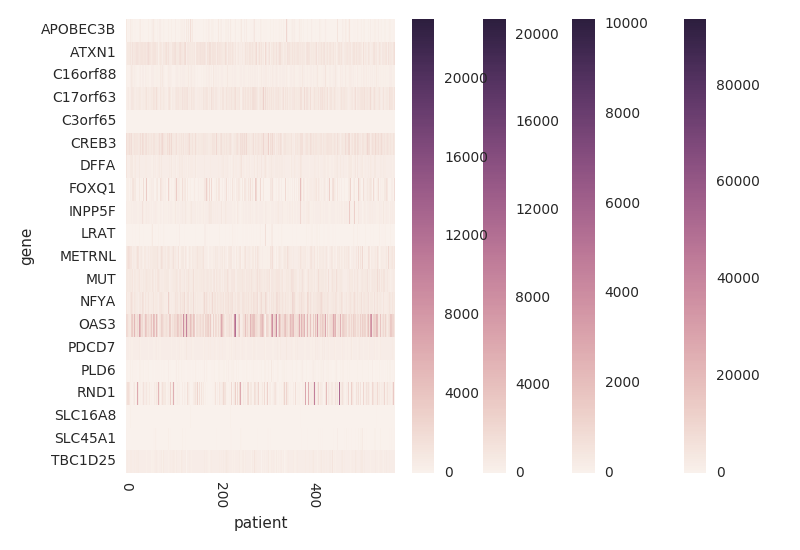 gene
APOBEC3B
ATXN1
C16orf88
C17orf63
C3orf65
CREB3
DFFA
FOXQ1
INPP5F
LRAT
METRNL
MUT
NFYA
OAS3
PDCD7
PLD6
RND1
SLC16A8
SLC45A1
TBC1D25
0 200 400
patient
20000
16000
12000
8000
4000
0
20000
16000
12000
8000
4000
0
10000
8000
6000
4000
2000
0
80000
60000
40000
20000
0